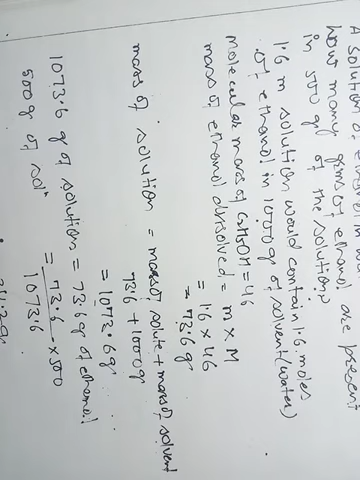 A solution of ethanol in w
how many gms of ethanol are present
in 500 g of the solution?
1.6 m solution would contain 1.6 moles
of ethanol in 1000 g of solvent (water)
molecular mass of C2H5OH = 46
mass of ethanol dissolved = m × M
= 1.6 × 46
= 73.6 g
mass of solution = mass of solute + mass of solvent
73.6 + 1000 g
= 1073.6 g
1073.6 g of solution = 73.6 g of ethanol
500 g of solⁿ = 73.6 × 500
1073.6